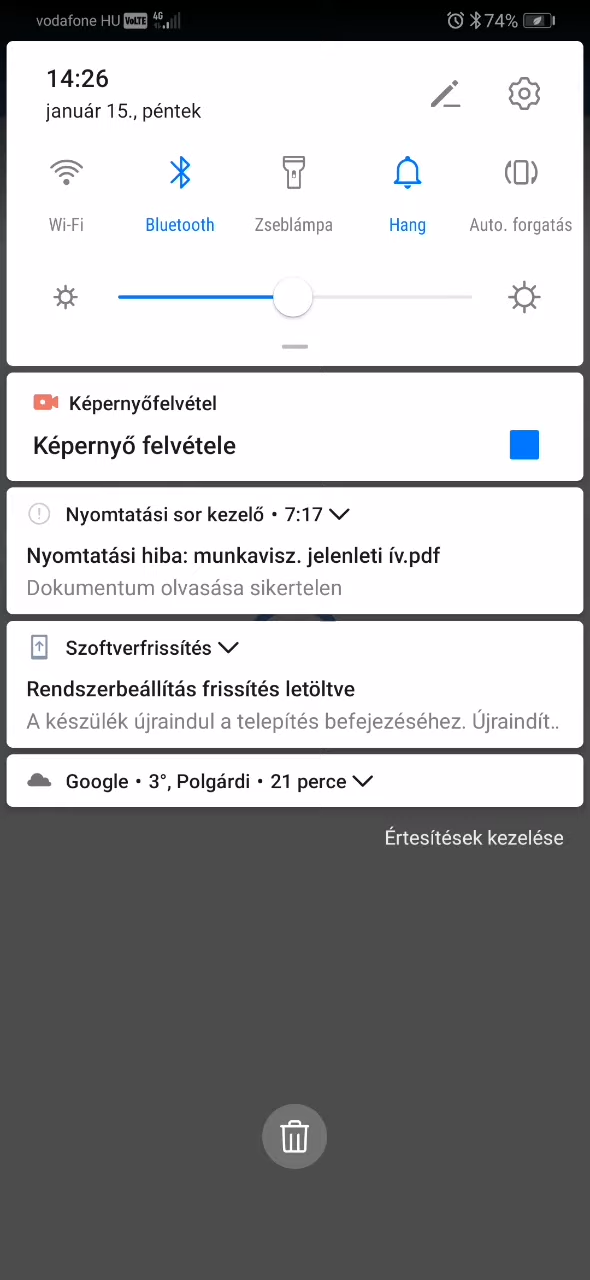 vodafone HU VoLTE 4G 74%
14:26
január 15., péntek
Wi-Fi Bluetooth Zseblámpa Hang Auto. forgatás
Képernyőfelvétel
Képernyő felvétele
Nyomtatási sor kezelő • 7:17
Nyomtatási hiba: munkavisz. jelenleti ív.pdf
Dokumentum olvasása sikertelen
Szoftverfrissítés
Rendszerbeállítás frissítés letöltve
A készülék újraindul a telepítés befejezéséhez. Újraindít..
Google • 3°, Polgárdi • 21 perce
Értesítések kezelése